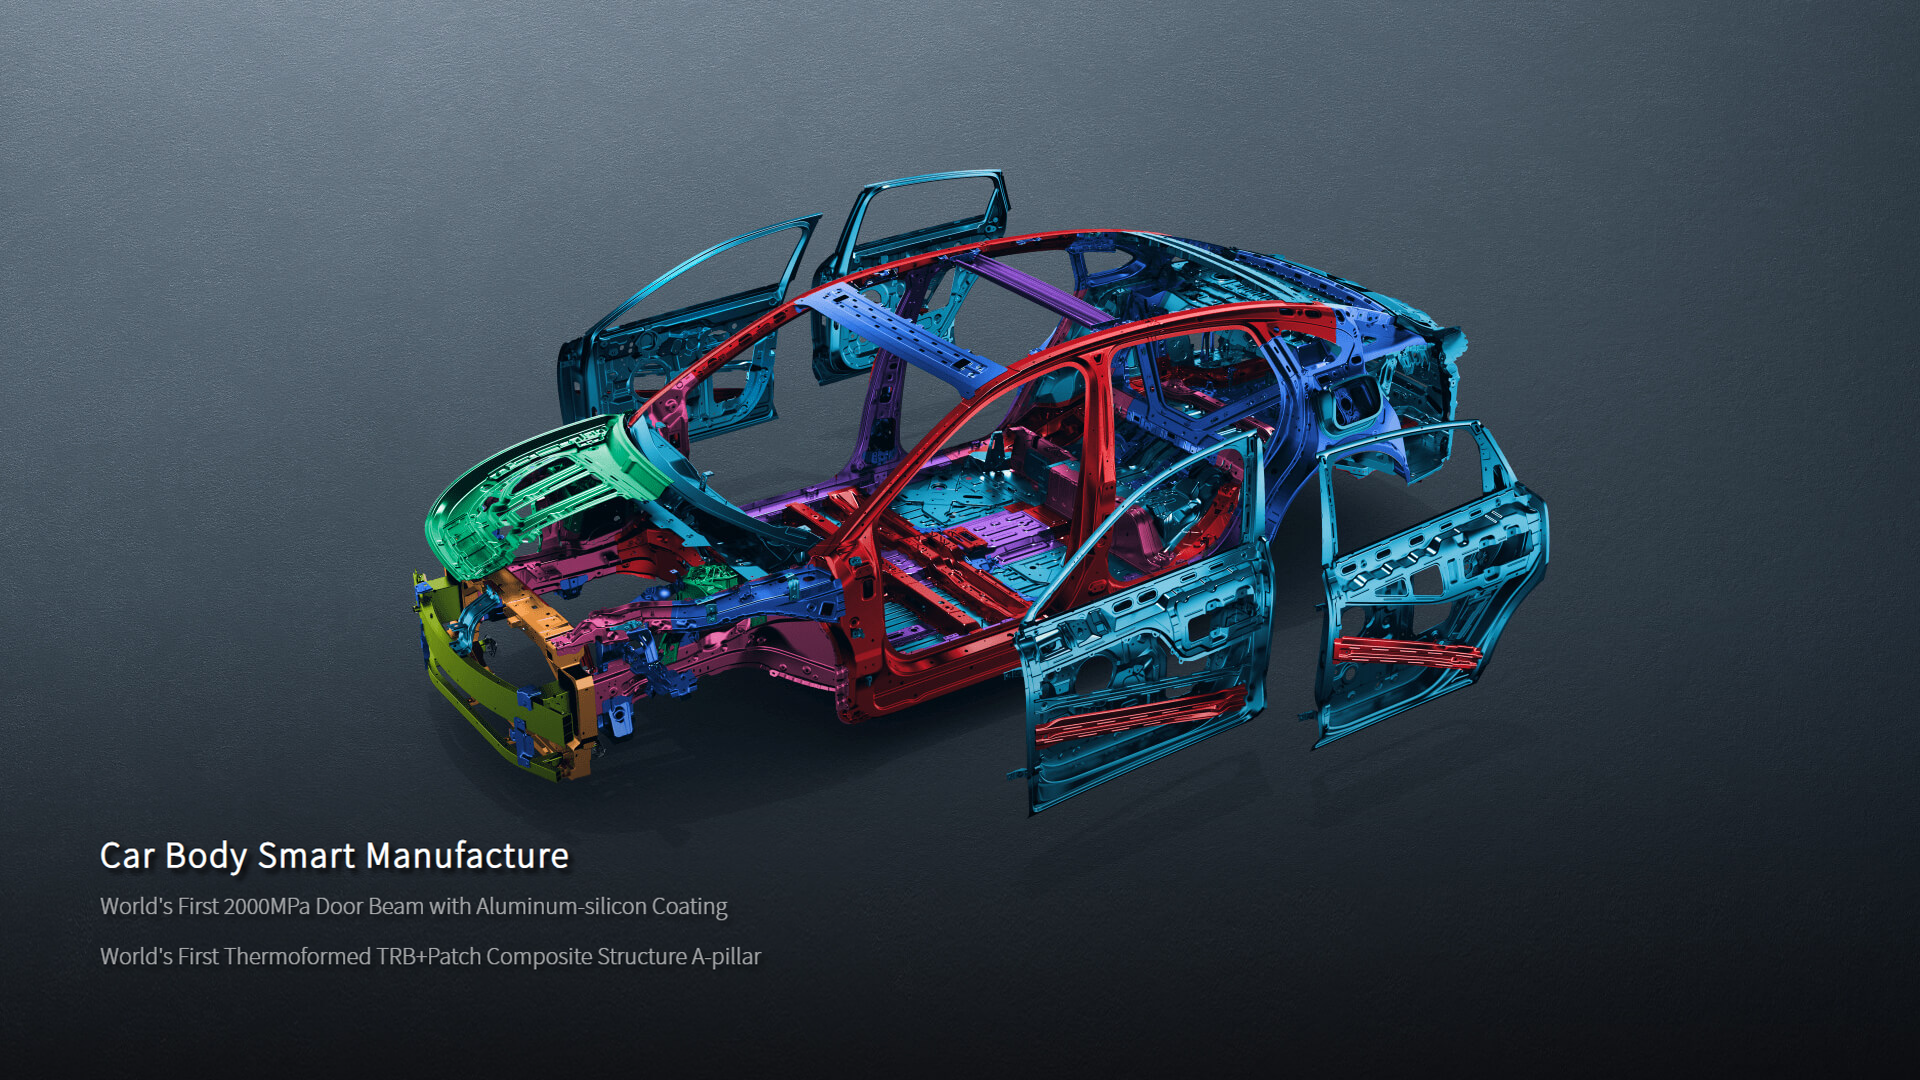 Car Body Smart Manufacture
World's First 2000MPa Door Beam with Aluminum-silicon Coating
World's First Thermoformed TRB+Patch Composite Structure A-pillar